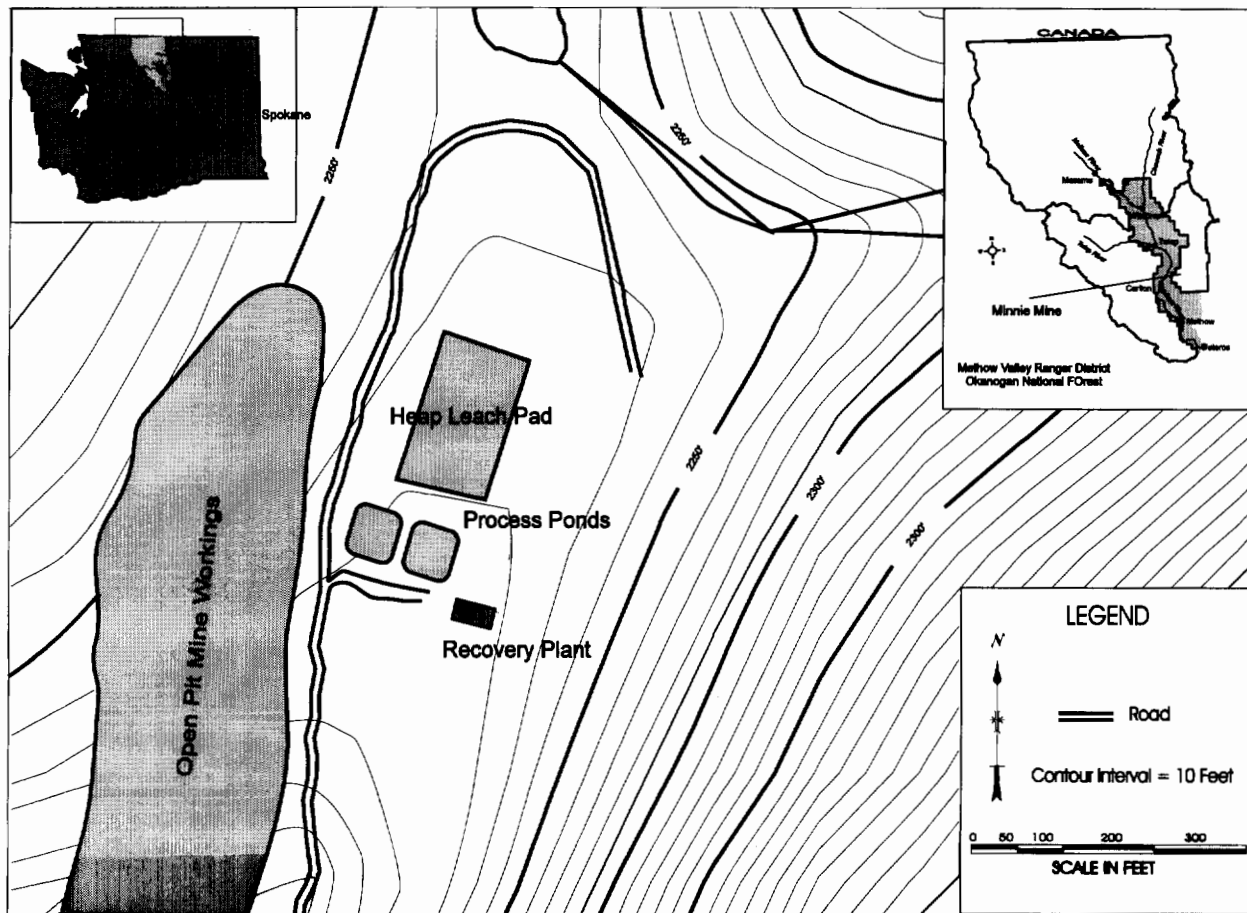 Spokane
CANADA
Mazama
Carlton
Methow
Minnie Mine
Methow Valley Ranger District
Okanogan National FOrest
2250'
2250'
Heap Leach Pad
2250'
2300'
2300'
Process Ponds
Open Pit Mine Workings
Recovery Plant
LEGEND
N
Road
Contour Interval = 10 Feet
0 50 100 200 300
SCALE IN FEET